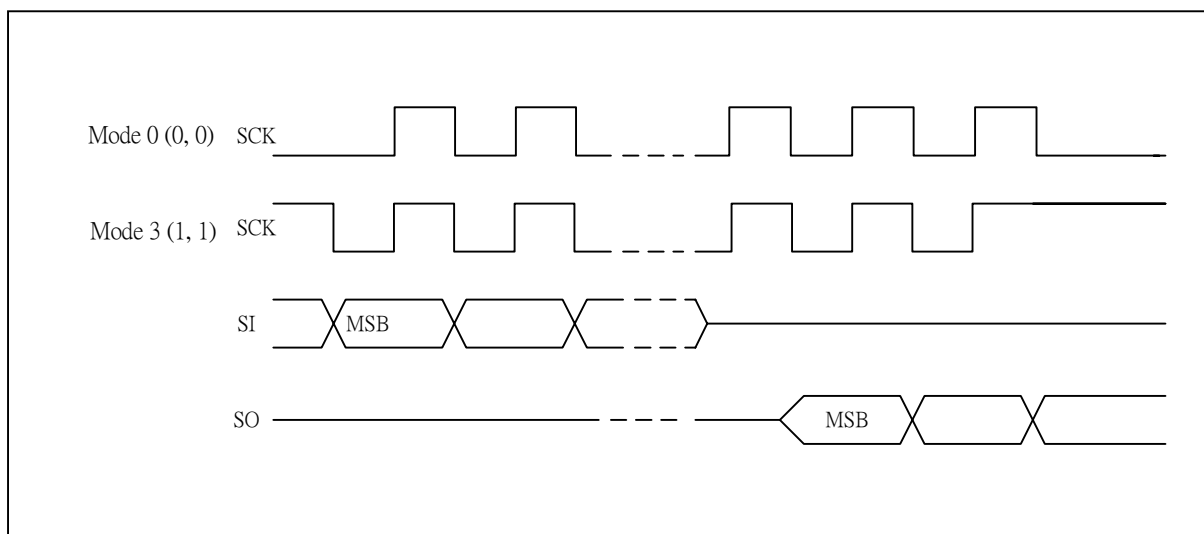 Mode 0 (0, 0) SCK
Mode 3 (1, 1) SCK
SI MSB
SO MSB